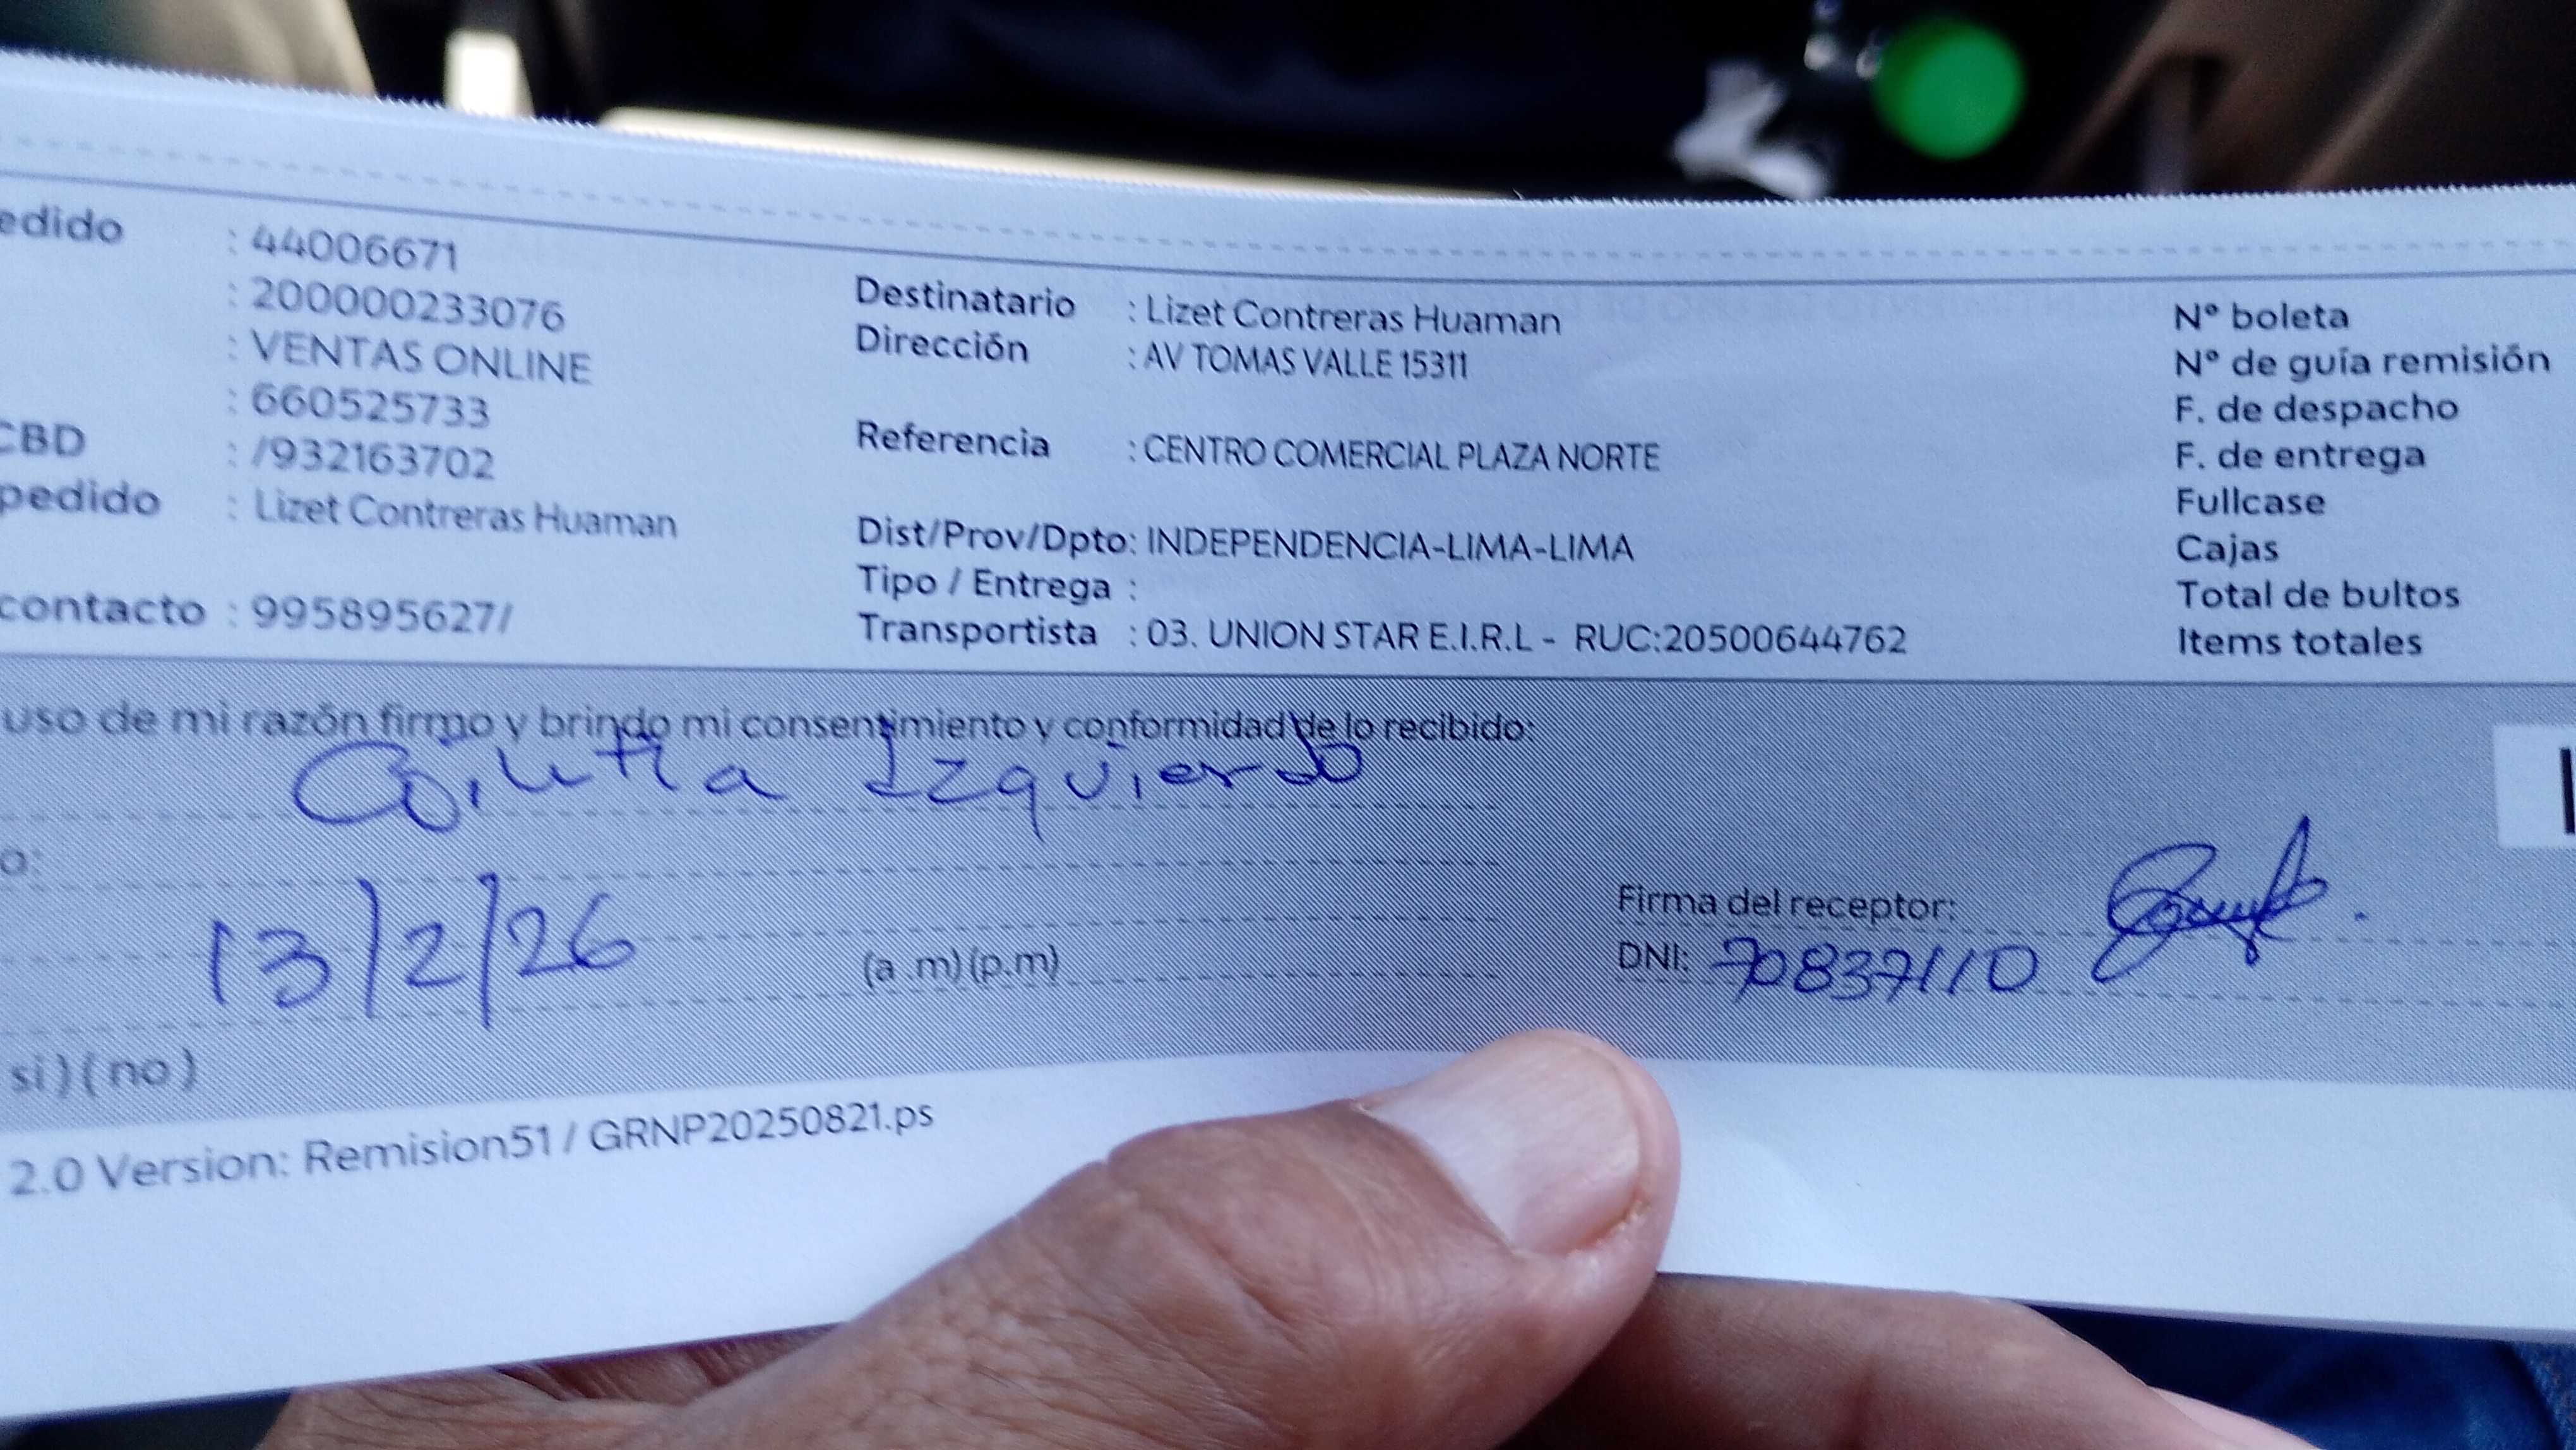 edido : 44006671
: 200000233076
: VENTAS ONLINE
: 660525733
CBD : /932163702
pedido : Lizet Contreras Huaman
contacto : 995895627/
Destinatario : Lizet Contreras Huaman
Dirección : AV TOMAS VALLE 15311
Referencia : CENTRO COMERCIAL PLAZA NORTE
Dist/Prov/Dpto: INDEPENDENCIA-LIMA-LIMA
Tipo / Entrega :
Transportista : 03. UNION STAR E.I.R.L - RUC:20500644762
Nº boleta
Nº de guía remisión
F. de despacho
F. de entrega
Fullcase
Cajas
Total de bultos
Items totales
uso de mi razón firmo y brindo mi consentimiento y conformidad de lo recibido:
Izquierdo
o:
13/2/26 (a .m) (p.m)
Firma del receptor:
DNI: 70837110
si ) ( no )
2.0 Version: Remision51 / GRNP20250821.ps